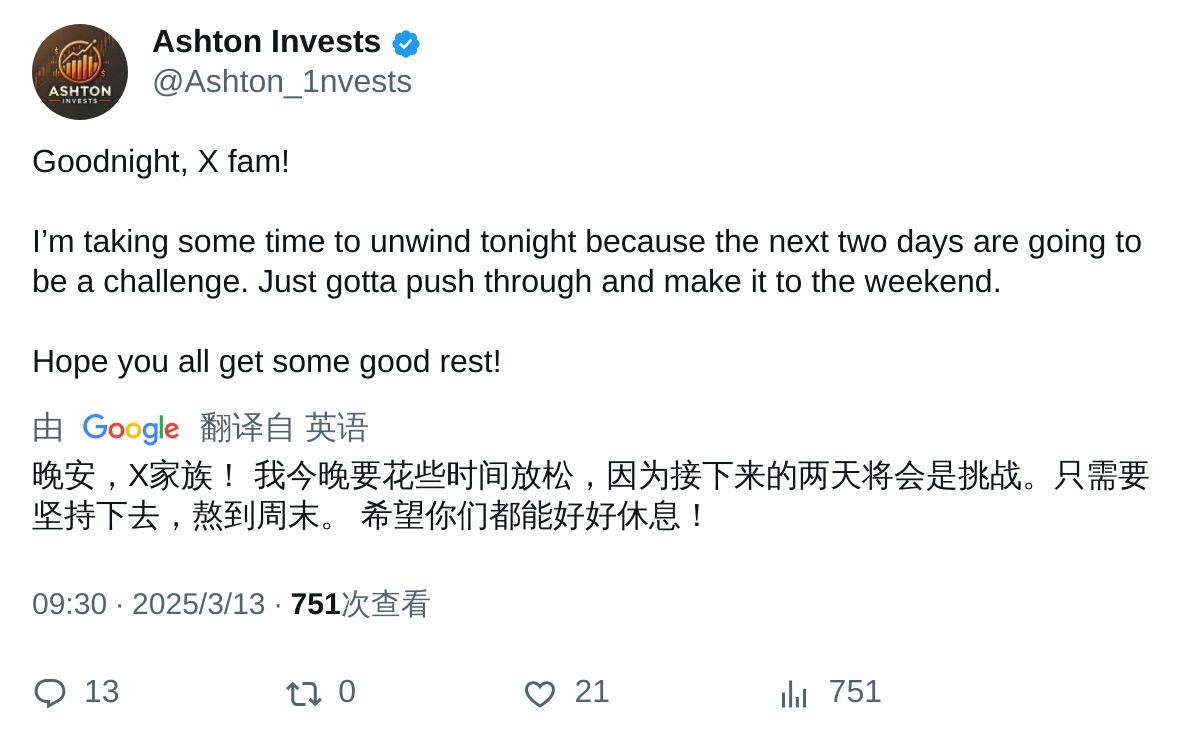 ASHTON
INVESTS
Ashton Invests
@Ashton_1nvests
Goodnight, X fam!
I’m taking some time to unwind tonight because the next two days are going to
be a challenge. Just gotta push through and make it to the weekend.
Hope you all get some good rest!
由 Google 翻译自 英语
晚安，X家族！ 我今晚要花些时间放松，因为接下来的两天将会是挑战。只需要
坚持下去，熬到周末。 希望你们都能好好休息！
09:30 · 2025/3/13 · 751次查看
13 0 21 751